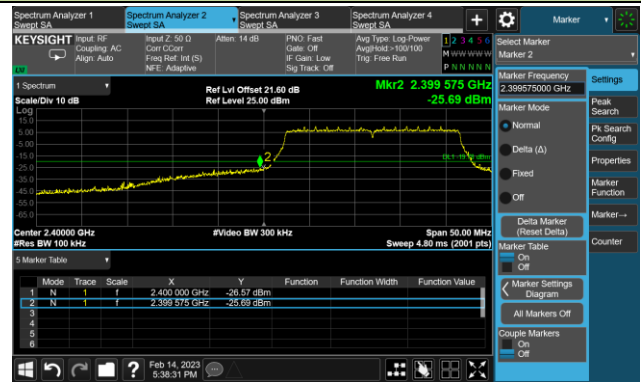 Spectrum Analyzer 1
Swept SA
Spectrum Analyzer 2
Swept SA
Spectrum Analyzer 3
Swept SA
Spectrum Analyzer 4
Swept SA
+
Marker
KEYSIGHT
Input: RF
Coupling: AC
Align: Auto
Input Z: 50 Ω
Corr CCorr
Freq Ref: Int (S)
NFE: Adaptive
Atten: 14 dB
PNO: Fast
Gate: Off
IF Gain: Low
Sig Track: Off
Avg Type: Log-Power
Avg|Hold:>100/100
Trig: Free Run
1 2 3 4 5 6
M W W W W W
P N N N N N
Select Marker
Marker 2
1 Spectrum
Scale/Div 10 dB
Ref Lvl Offset 21.60 dB
Ref Level 25.00 dBm
Mkr2 2.399 575 GHz
-25.69 dBm
Log
15.0
5.00
-5.00
-15.0
-25.0
-35.0
-45.0
-55.0
-65.0
2
Center 2.40000 GHz
#Res BW 100 kHz
#Video BW 300 kHz
Span 50.00 MHz
Sweep 4.80 ms (2001 pts)
5 Marker Table
Mode Trace Scale X Y Function Function Width Function Value
1 N 1 f 2.400 000 GHz -26.57 dBm
2 N 1 f 2.399 575 GHz -25.69 dBm
3
4
5
6
Marker Frequency
2.399575000 GHz
Marker Mode
Normal
Delta (Δ)
Fixed
Off
Delta Marker
(Reset Delta)
Marker Table
On
Off
Marker Settings
Diagram
All Markers Off
Couple Markers
On
Off
Settings
Peak
Search
Pk Search
Config
Properties
Marker
Function
Marker→
Counter
?
Feb 14, 2023
5:38:31 PM